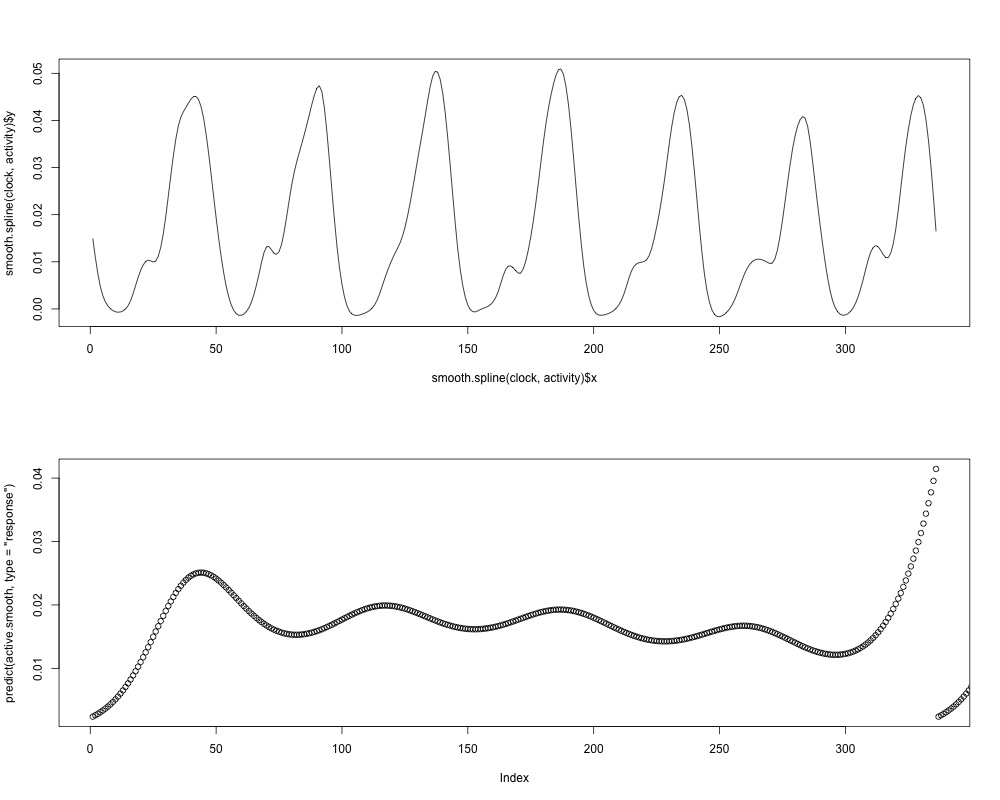 smooth.spline(clock, activity)$y
0.00 0.01 0.02 0.03 0.04 0.05
0 50 100 150 200 250 300
smooth.spline(clock, activity)$x
predict(active.smooth, type = "response")
0.01 0.02 0.03 0.04
0 50 100 150 200 250 300
Index